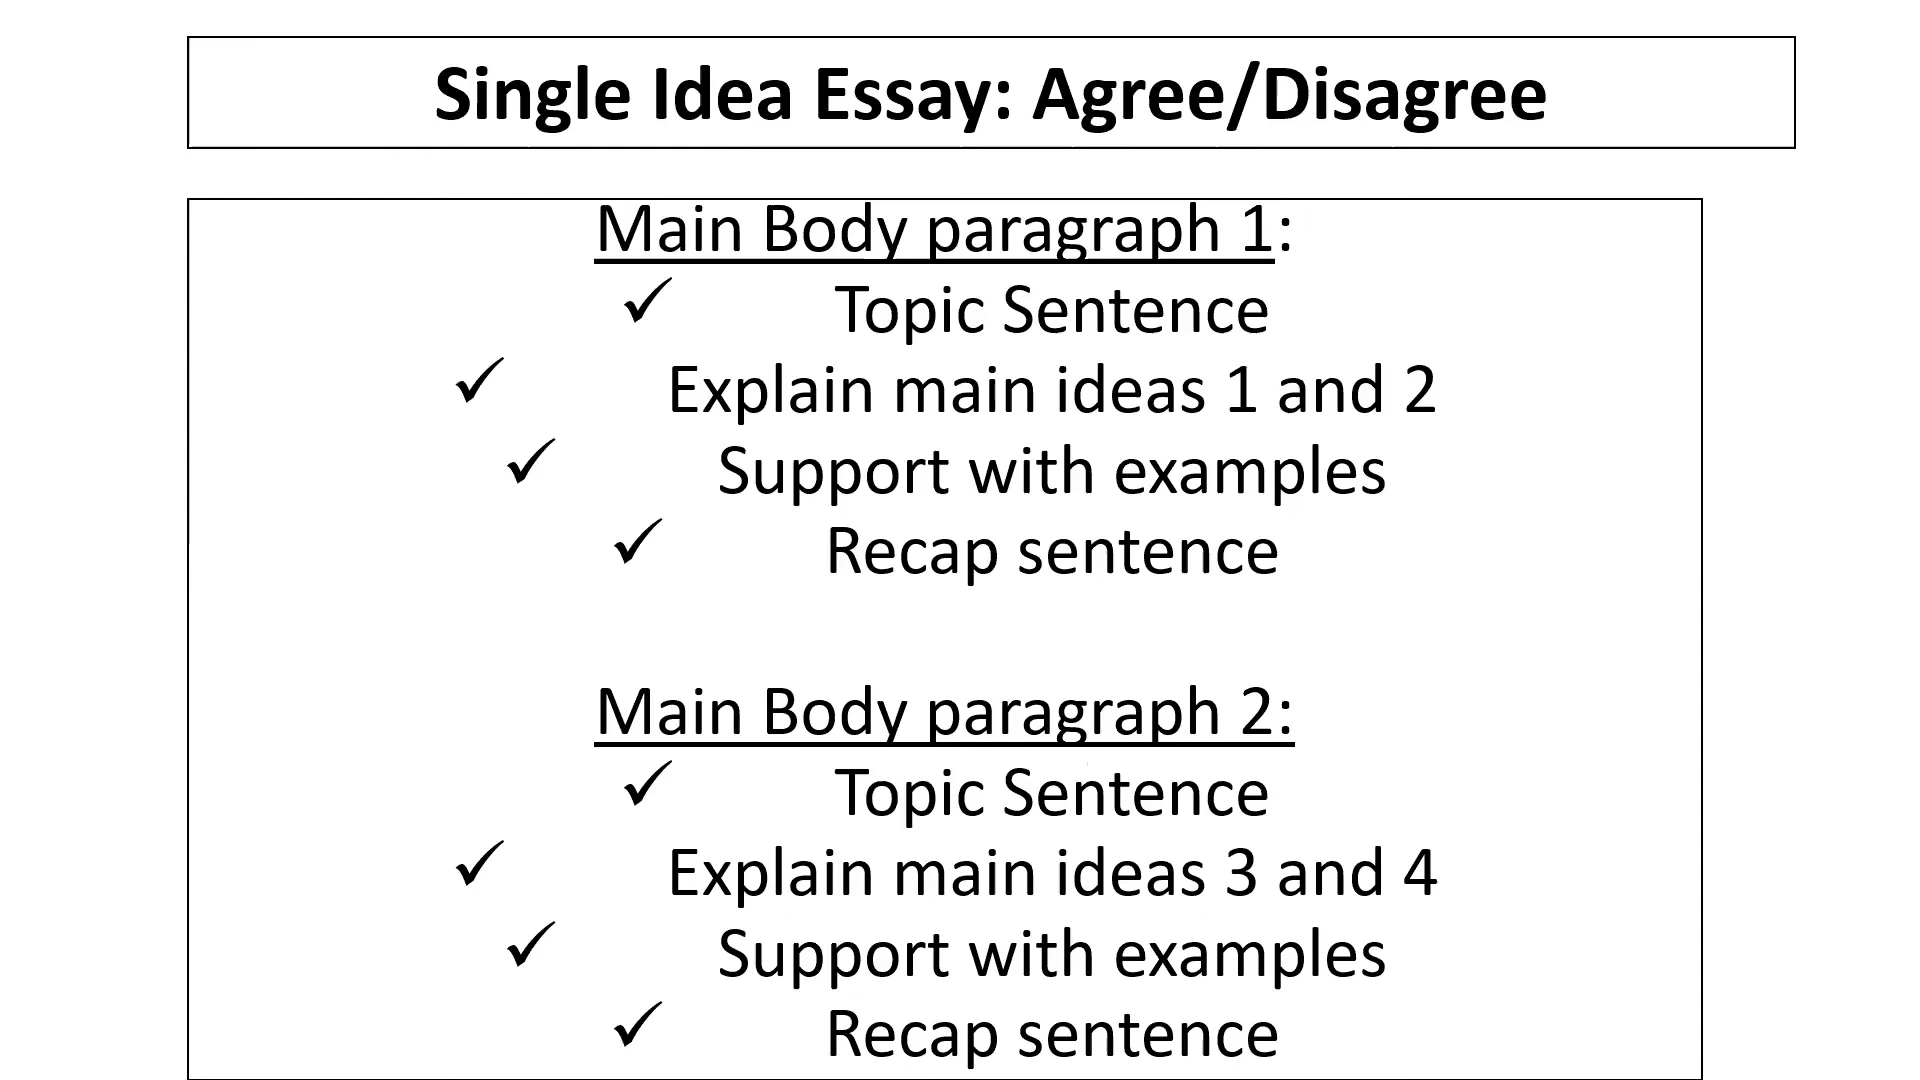 Single Idea Essay: Agree/Disagree
Main Body paragraph 1:
✓ Topic Sentence
✓ Explain main ideas 1 and 2
✓ Support with examples
✓ Recap sentence
Main Body paragraph 2:
✓ Topic Sentence
✓ Explain main ideas 3 and 4
✓ Support with examples
✓ Recap sentence